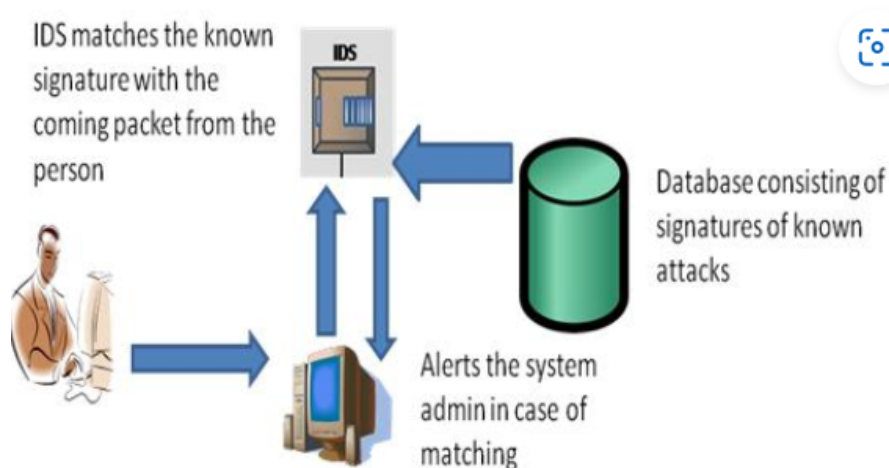 IDS matches the known
signature with the
coming packet from the
person
IDS
Database consisting of
signatures of known
attacks
Alerts the system
admin in case of
matching